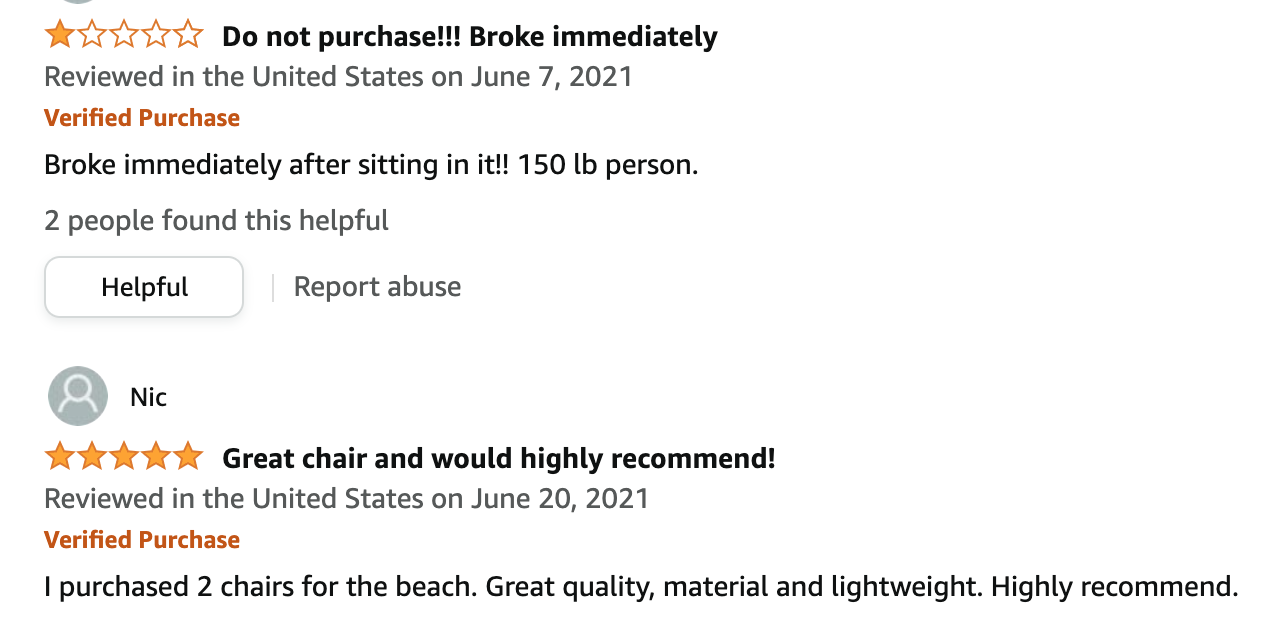 Do not purchase!!! Broke immediately
Reviewed in the United States on June 7, 2021
Verified Purchase
Broke immediately after sitting in it!! 150 lb person.
2 people found this helpful
Helpful
Report abuse
Nic
Great chair and would highly recommend!
Reviewed in the United States on June 20, 2021
Verified Purchase
I purchased 2 chairs for the beach. Great quality, material and lightweight. Highly recommend.